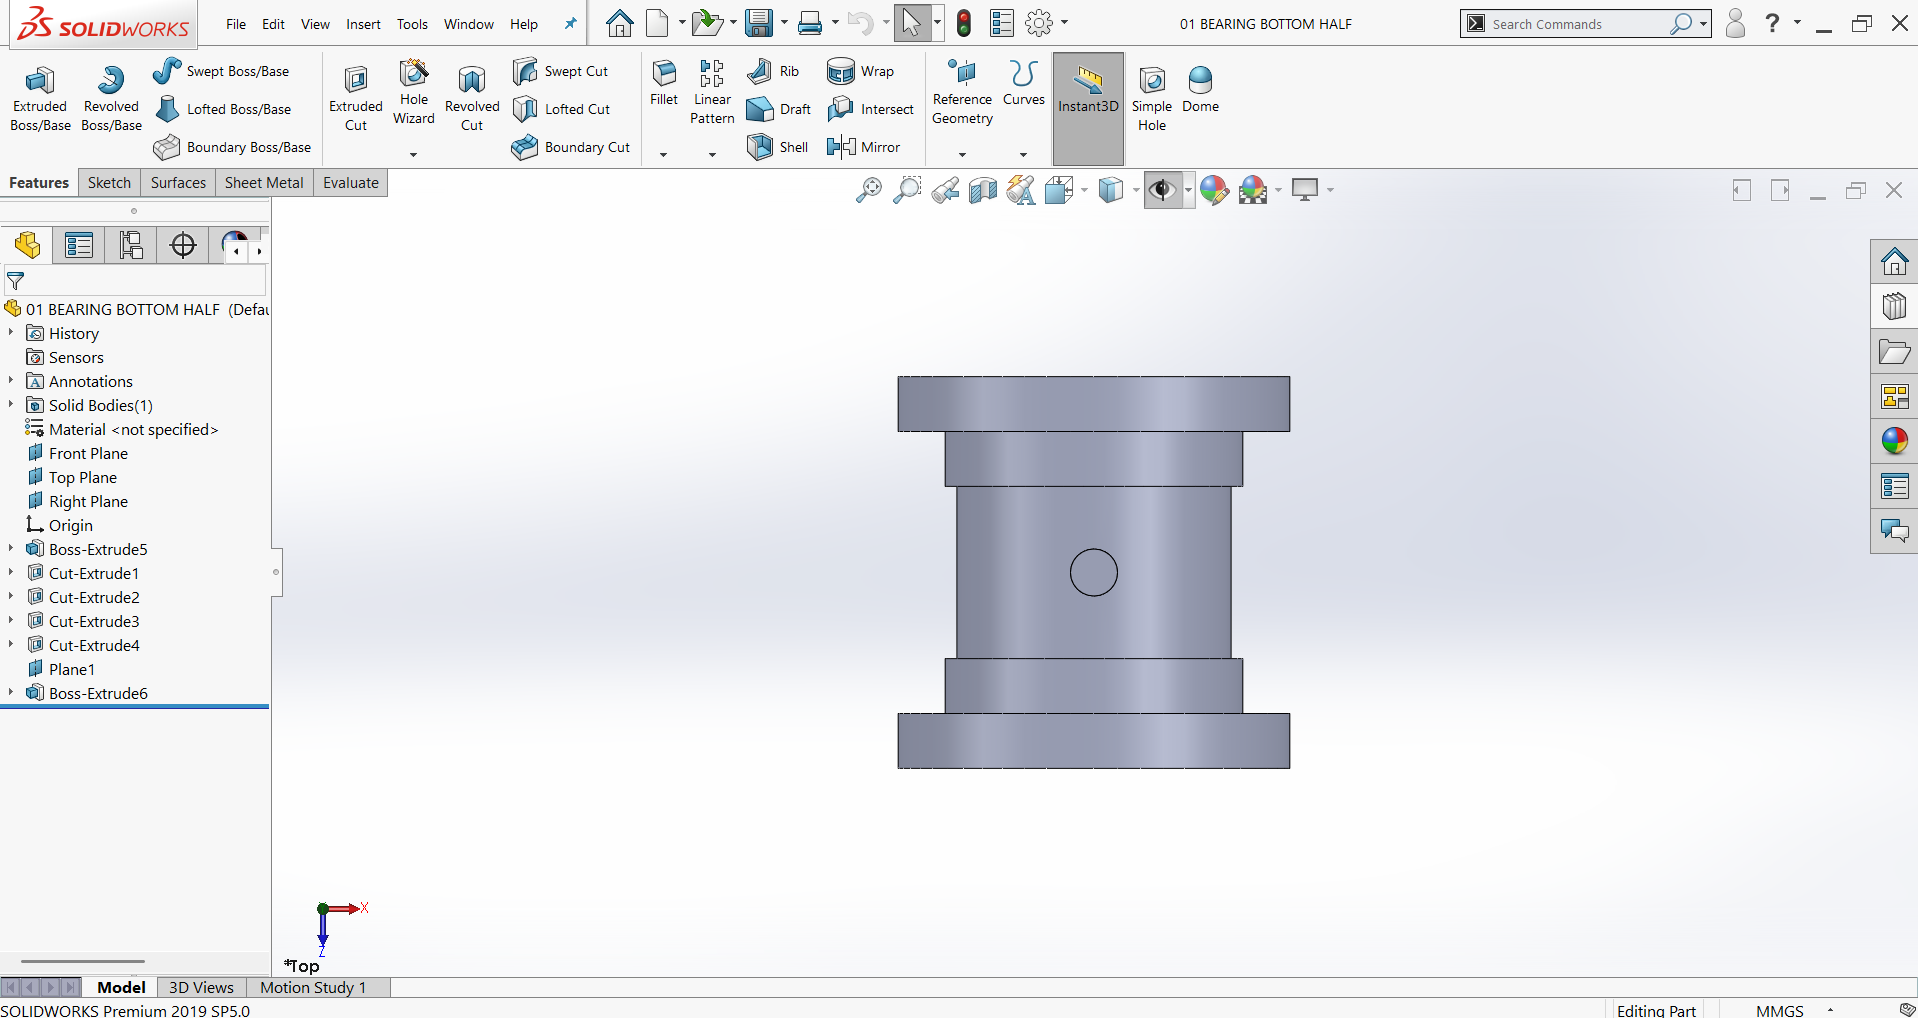 SOLIDWORKS
File Edit View Insert Tools Window Help
01 BEARING BOTTOM HALF
Search Commands
Extruded Boss/Base
Revolved Boss/Base
Swept Boss/Base
Lofted Boss/Base
Boundary Boss/Base
Extruded Cut
Hole Wizard
Revolved Cut
Swept Cut
Lofted Cut
Boundary Cut
Fillet
Linear Pattern
Rib
Draft
Shell
Wrap
Intersect
Mirror
Reference Geometry
Curves
Instant3D
Simple Hole
Dome
Features Sketch Surfaces Sheet Metal Evaluate
01 BEARING BOTTOM HALF (Defau
History
Sensors
Annotations
Solid Bodies(1)
Material <not specified>
Front Plane
Top Plane
Right Plane
Origin
Boss-Extrude5
Cut-Extrude1
Cut-Extrude2
Cut-Extrude3
Cut-Extrude4
Plane1
Boss-Extrude6
X
Z
*Top
Model 3D Views Motion Study 1
SOLIDWORKS Premium 2019 SP5.0
Editing Part
MMGS